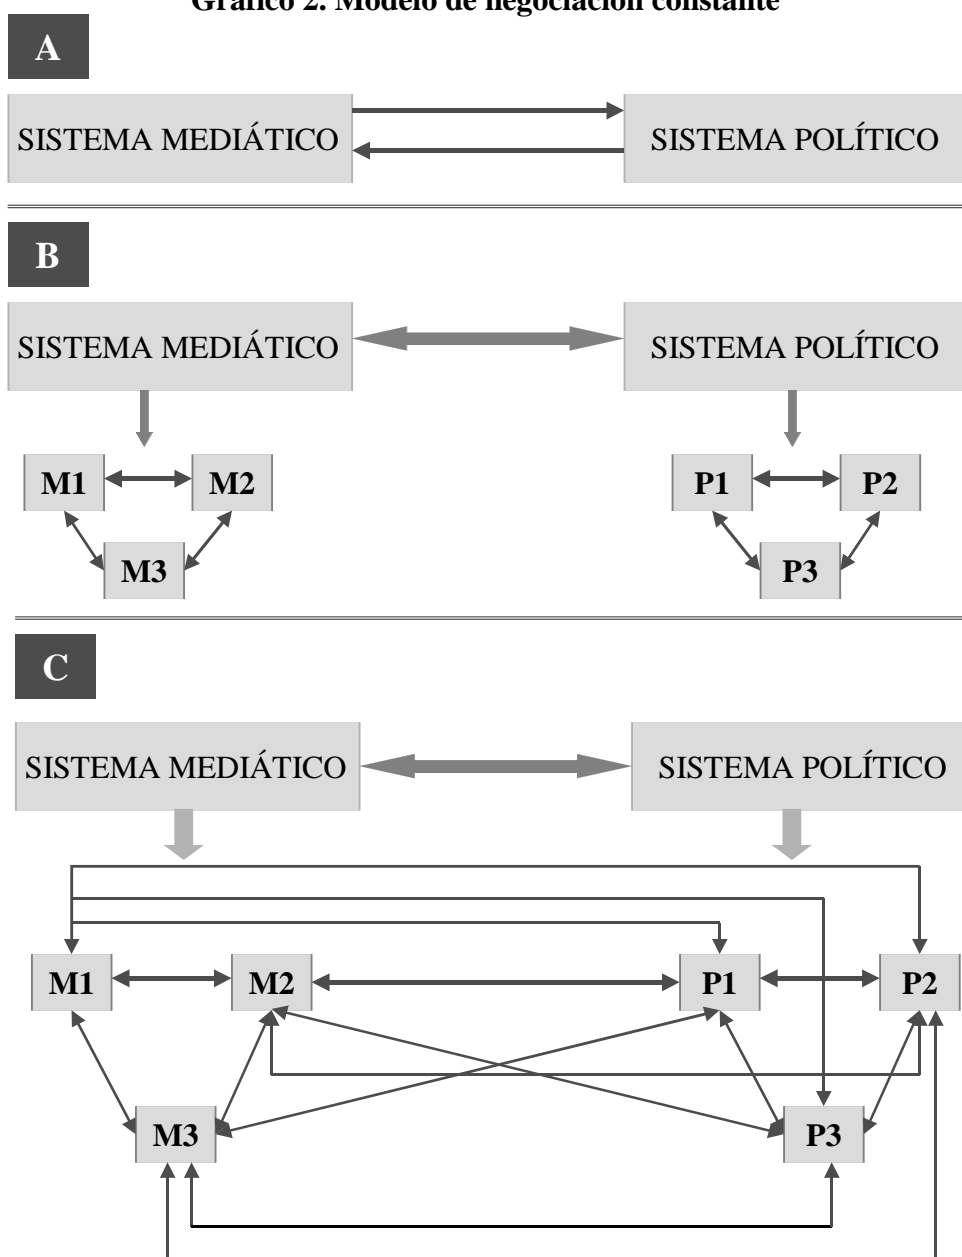 Gráfico 2. Modelo de negociación constante
A
SISTEMA MEDIÁTICO
SISTEMA POLÍTICO
B
SISTEMA MEDIÁTICO
SISTEMA POLÍTICO
M1
M2
P1
P2
M3
P3
C
SISTEMA MEDIÁTICO
SISTEMA POLÍTICO
M1
M2
P1
P2
M3
P3